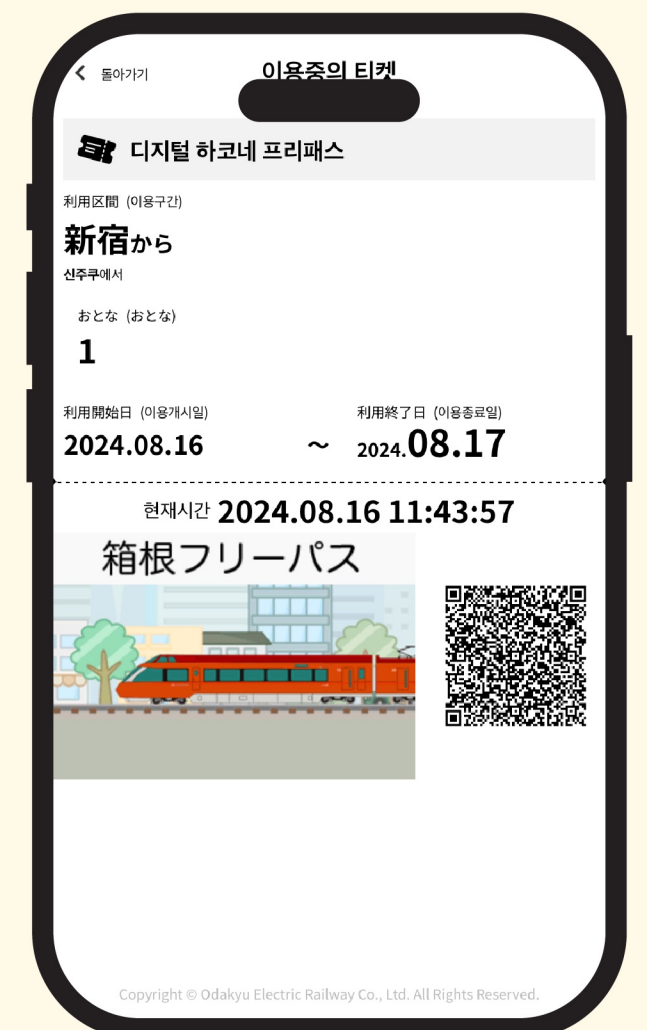 돌아가기 이용중의 티켓
디지털 하코네 프리패스
利用区間 (이용구간)
新宿から
신주쿠에서
おとな (おとな)
1
利用開始日 (이용개시일) 利用終了日 (이용종료일)
2024.08.16 ～ 2024.08.17
현재시간 2024.08.16 11:43:57
箱根フリーパス
Copyright © Odakyu Electric Railway Co., Ltd. All Rights Reserved.